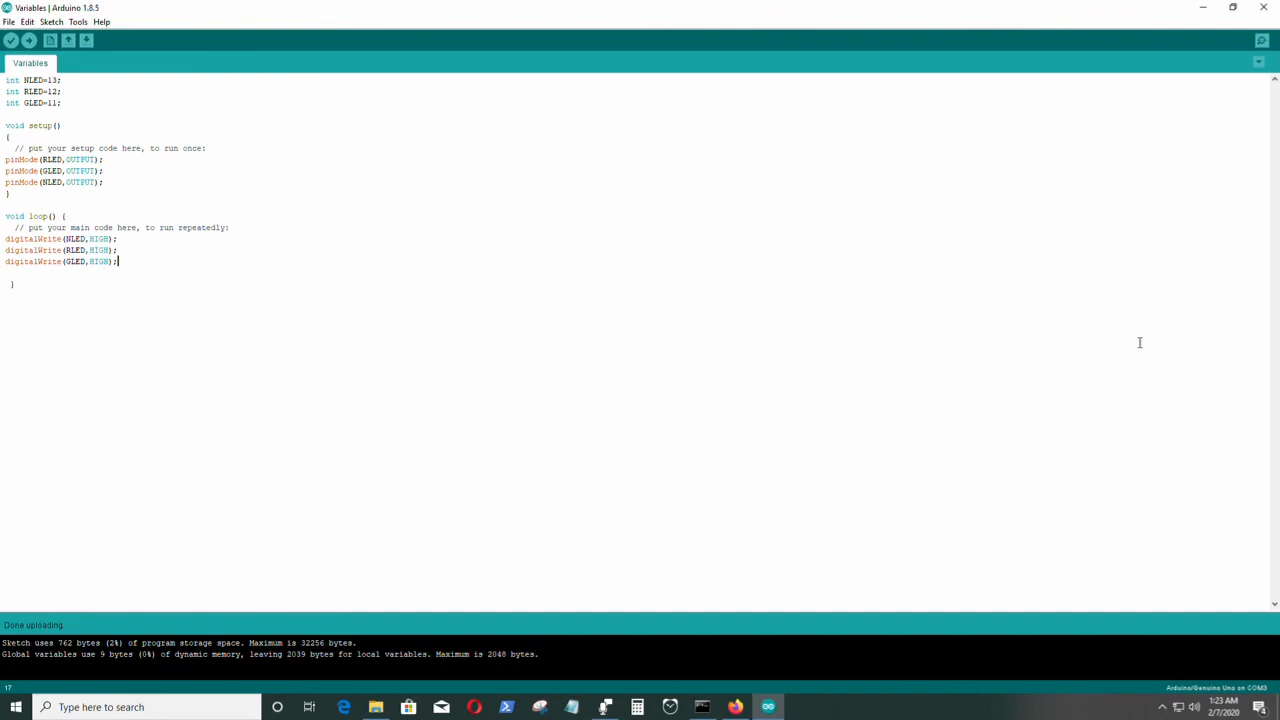 Variables | Arduino 1.8.5
File Edit Sketch Tools Help
Variables
int NLED=13;
int RLED=12;
int GLED=11;
void setup()
{
// put your setup code here, to run once:
pinMode(RLED,OUTPUT);
pinMode(GLED,OUTPUT);
pinMode(NLED,OUTPUT);
}
void loop() {
// put your main code here, to run repeatedly:
digitalWrite(NLED,HIGH);
digitalWrite(RLED,HIGH);
digitalWrite(GLED,HIGH);
}
Done uploading.
Sketch uses 762 bytes (2%) of program storage space. Maximum is 32256 bytes.
Global variables use 9 bytes (0%) of dynamic memory, leaving 2039 bytes for local variables. Maximum is 2048 bytes.
17
Arduino/Genuino Uno on COM3
Type here to search
1:23 AM
2/7/2020
4